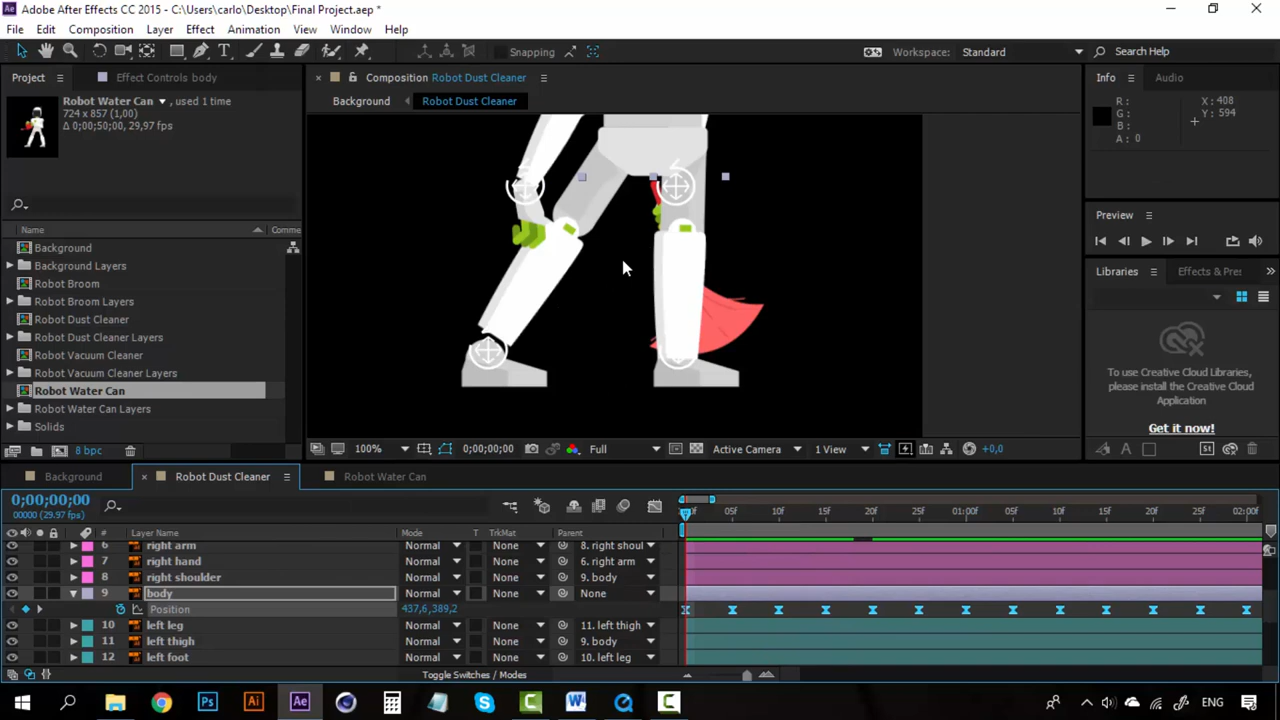 Adobe After Effects CC 2015 - C:\Users\carlo\Desktop\Final Project.aep *
File Edit Composition Layer Effect Animation View Window Help
Snapping
Workspace: Standard
Search Help
Project
Effect Controls body
Composition Robot Dust Cleaner
Info
Audio
Robot Water Can, used 1 time
724 x 857 (1,00)
Δ 0;00;50;00, 29,97 fps
Background
Robot Dust Cleaner
R :
G :
B :
A : 0
X : 408
Y : 594
Name
Comme
Background
Background Layers
Robot Broom
Robot Broom Layers
Robot Dust Cleaner
Robot Dust Cleaner Layers
Robot Vacuum Cleaner
Robot Vacuum Cleaner Layers
Robot Water Can
Robot Water Can Layers
Solids
8 bpc
Preview
Libraries
Effects & Pres
To use Creative Cloud Libraries,
please install the Creative Cloud
Application
Get it now!
100%
0;00;00;00
Full
Active Camera
1 View
+0,0
Background
Robot Dust Cleaner
Robot Water Can
0;00;00;00
00000 (29.97 fps)
05f 10f 15f 20f 25f 01:00f 05f 10f 15f 20f 25f 02:00f
# Layer Name Mode T TrkMat Parent
6 right arm Normal None 8. right shoul
7 right hand Normal None 6. right arm
8 right shoulder Normal None 9. body
9 body Normal None None
Position 437,6,389,2
10 left leg Normal None 11. left thigh
11 left thigh Normal None 9. body
12 left foot Normal None 10. left leg
Toggle Switches / Modes
Ps Ai Ae
ENG